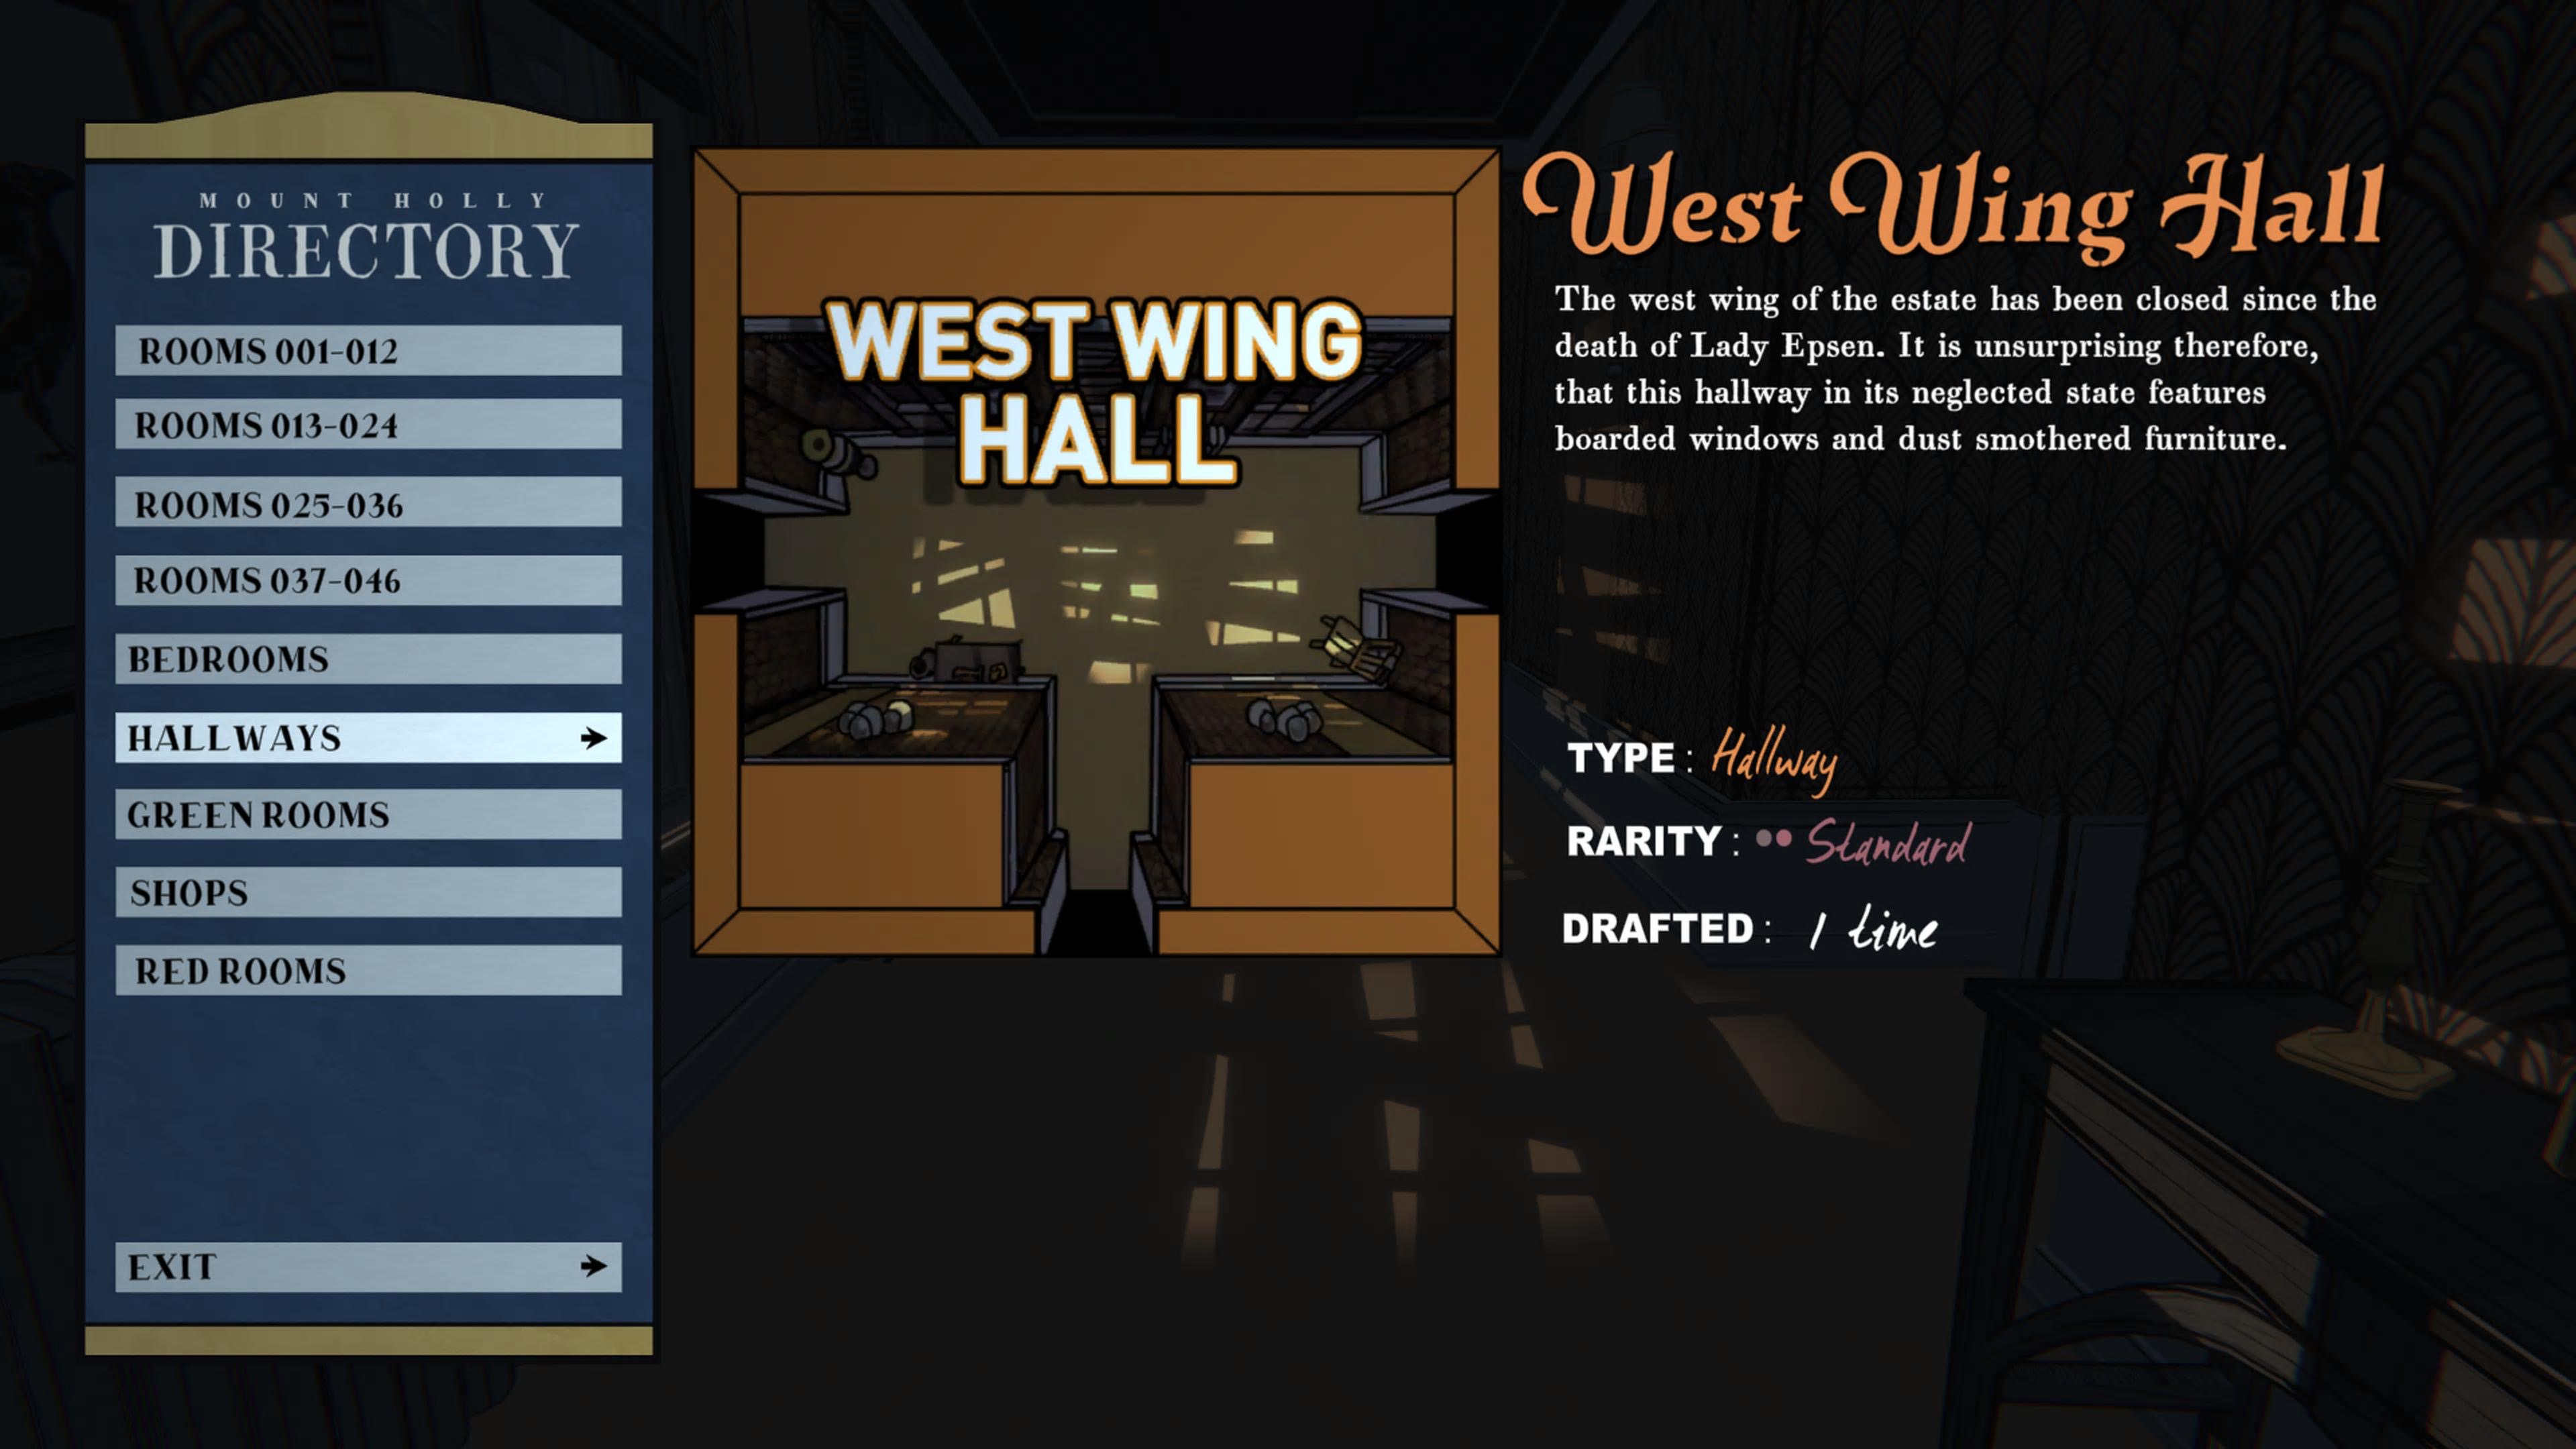 MOUNT HOLLY
DIRECTORY
ROOMS 001-012
ROOMS 013-024
ROOMS 025-036
ROOMS 037-046
BEDROOMS
HALLWAYS
GREEN ROOMS
SHOPS
RED ROOMS
EXIT
WEST WING
HALL
West Wing Hall
The west wing of the estate has been closed since the
death of Lady Epsen. It is unsurprising therefore,
that this hallway in its neglected state features
boarded windows and dust smothered furniture.
TYPE : Hallway
RARITY : Standard
DRAFTED : 1 time